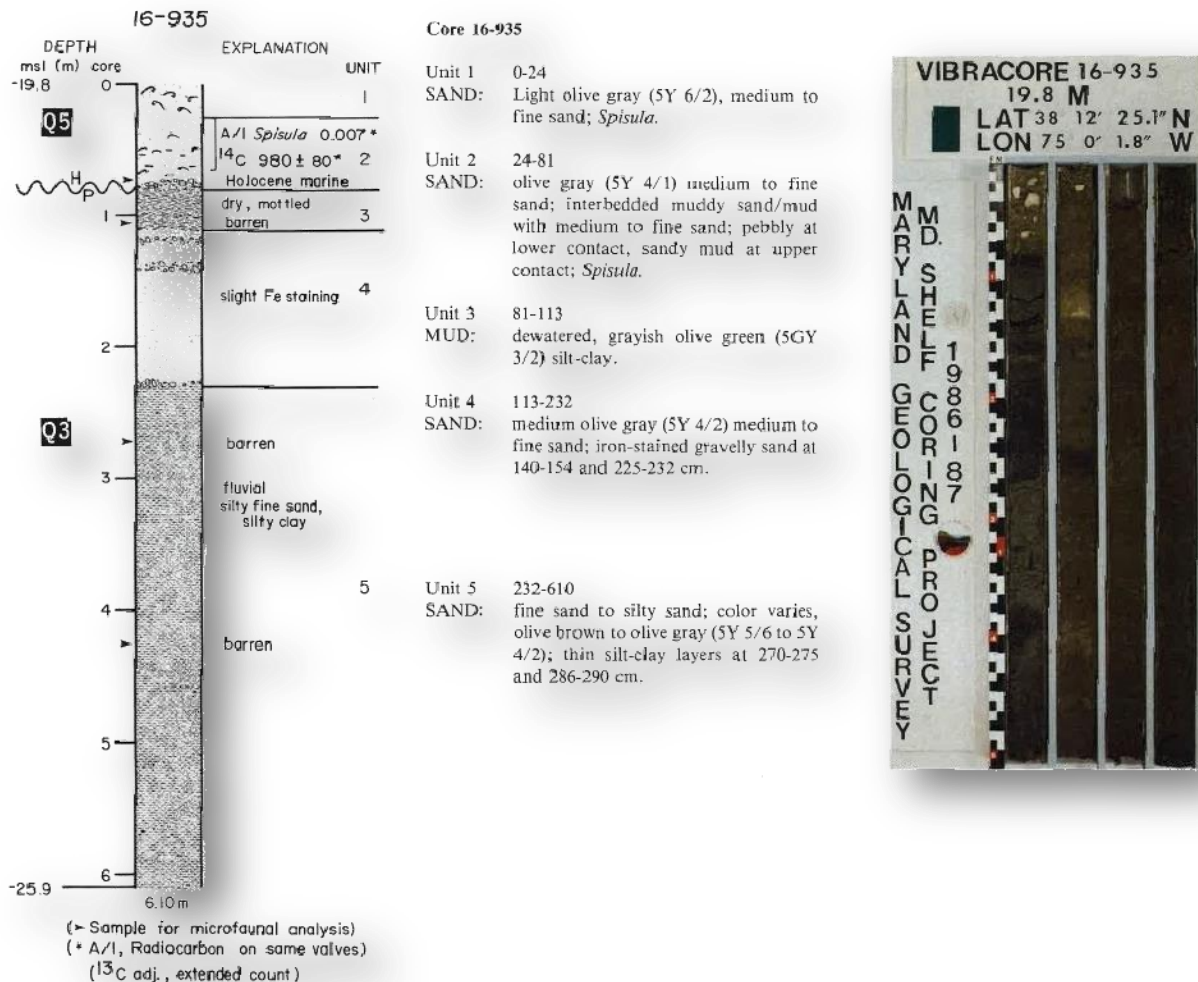 16-935
DEPTH
msl (m) core
EXPLANATION
UNIT
-19.8
0
1
Q5
A/I Spisula 0.007*
14C 980 ± 80* 2
H
P
Holocene marine
dry, mottled
1
barren
3
slight Fe staining 4
2
Q3
barren
3
fluvial
silty fine sand,
silty clay
5
4
barren
5
6
-25.9
6.10m
(► Sample for microfaunal analysis)
(* A/I, Radiocarbon on same valves)
(13C adj., extended count)
Core 16-935
Unit 1 0-24
SAND: Light olive gray (5Y 6/2), medium to
fine sand; Spisula.
Unit 2 24-81
SAND: olive gray (5Y 4/1) medium to fine
sand; interbedded muddy sand/mud
with medium to fine sand; pebbly at
lower contact, sandy mud at upper
contact; Spisula.
Unit 3 81-113
MUD: dewatered, grayish olive green (5GY
3/2) silt-clay.
Unit 4 113-232
SAND: medium olive gray (5Y 4/2) medium to
fine sand; iron-stained gravelly sand at
140-154 and 225-232 cm.
Unit 5 232-610
SAND: fine sand to silty sand; color varies,
olive brown to olive gray (5Y 5/6 to 5Y
4/2); thin silt-clay layers at 270-275
and 286-290 cm.
VIBRACORE 16-935
19.8 M
LAT 38 12' 25.1" N
LON 75 0' 1.8" W
MARYLAND GEOLOGICAL SURVEY
MD. SHELF CORING PROJECT
1986-87